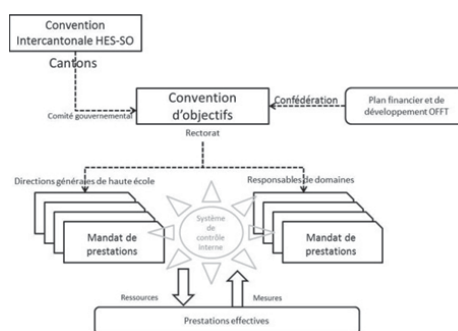 Convention
Intercantonale HES-SO
Cantons
Convention
d'objectifs
Confédération
Plan financier et de
développement OFFT
Comité gouvernemental
Rectorat
Directions générales de haute école
Responsables de domaines
Système
de
contrôle
interne
Mandat de
prestations
Mandat de
prestations
Ressources
Mesures
Prestations effectives